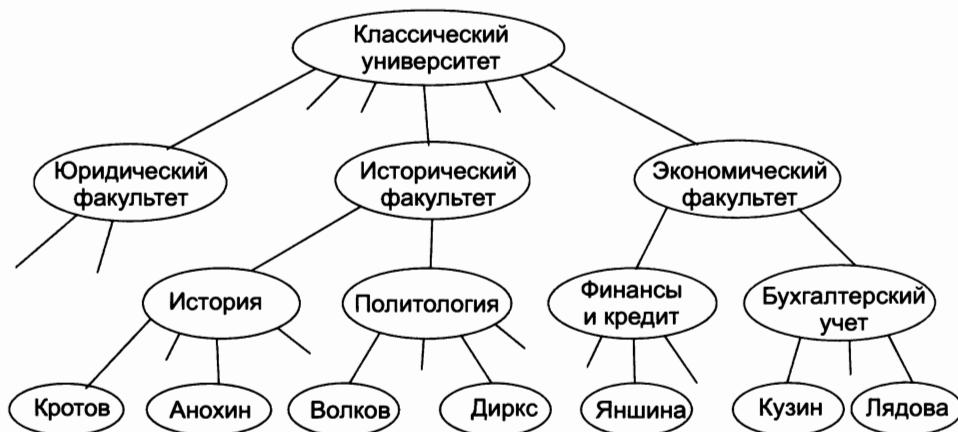 Классический
университет
Юридический
факультет
Исторический
факультет
Экономический
факультет
История
Политология
Финансы
и кредит
Бухгалтерский
учет
Кротов
Анохин
Волков
Диркс
Яншина
Кузин
Лядова